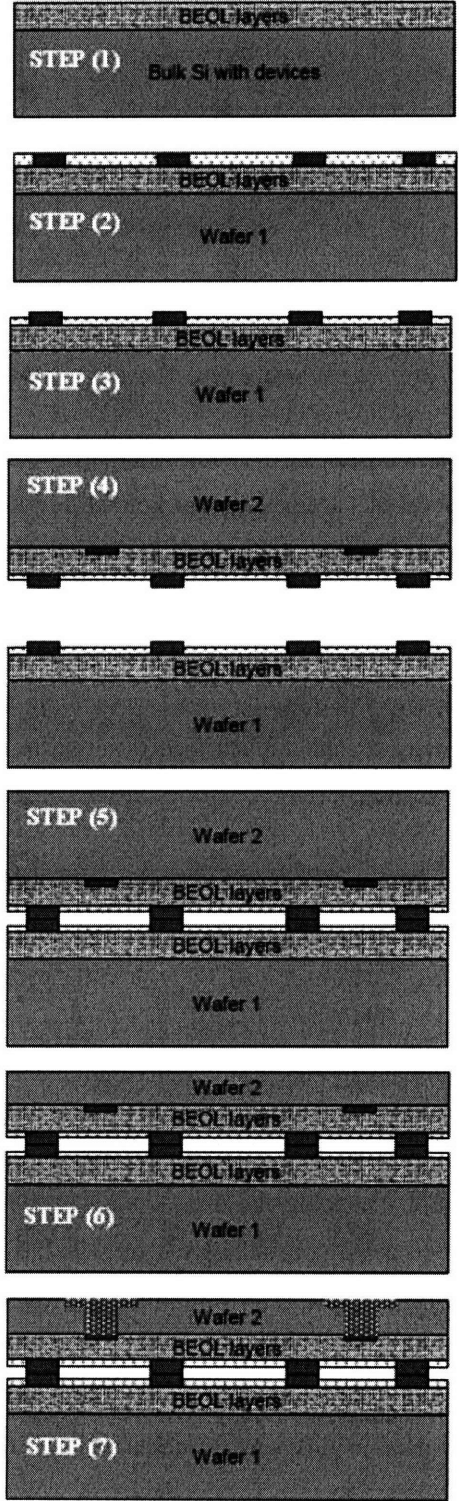 BEOL layers
STEP (1)
Bulk Si with devices
BEOL layers
STEP (2)
Wafer 1
BEOL layers
STEP (3)
Wafer 1
STEP (4)
Wafer 2
BEOL layers
BEOL layers
Wafer 1
STEP (5)
Wafer 2
BEOL layers
BEOL layers
Wafer 1
Wafer 2
BEOL layers
BEOL layers
STEP (6)
Wafer 1
Wafer 2
BEOL layers
BEOL layers
STEP (7)
Wafer 1